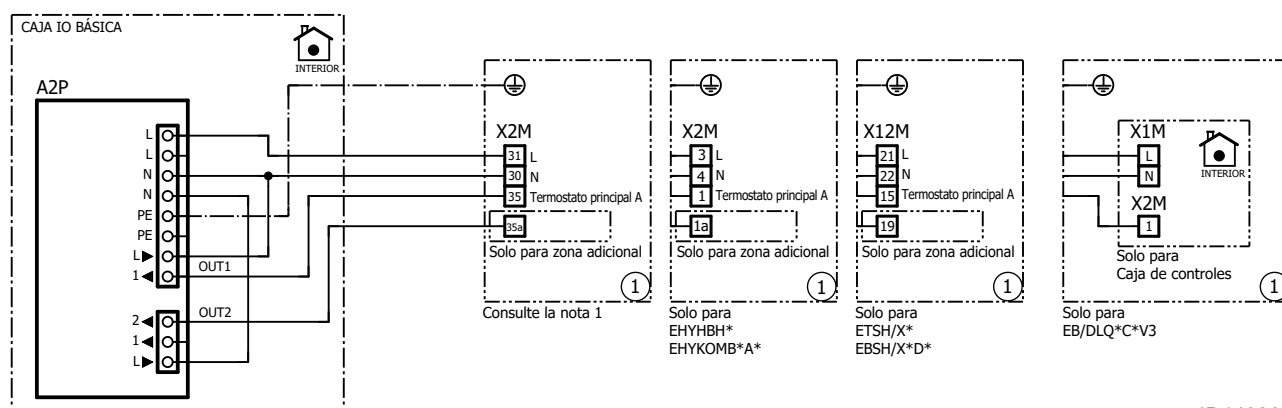 CAJA IO BÁSICA
INTERIOR
A2P
L
L
N
N
PE
PE
L
1
OUT1
2
OUT2
1
L
X2M
31 L
30 N
35 Termostato principal A
35a
Solo para zona adicional
1
Consulte la nota 1
X2M
3 L
4 N
1 Termostato principal A
1a
Solo para zona adicional
1
Solo para
EHYHBH*
EHYKOMB*A*
X12M
21 L
22 N
15 Termostato principal A
19
Solo para zona adicional
1
Solo para
ETSH/X*
EBSH/X*D*
X1M
L
N
INTERIOR
X2M
1
Solo para
Caja de controles
1
Solo para
EB/DLQ*C*V3